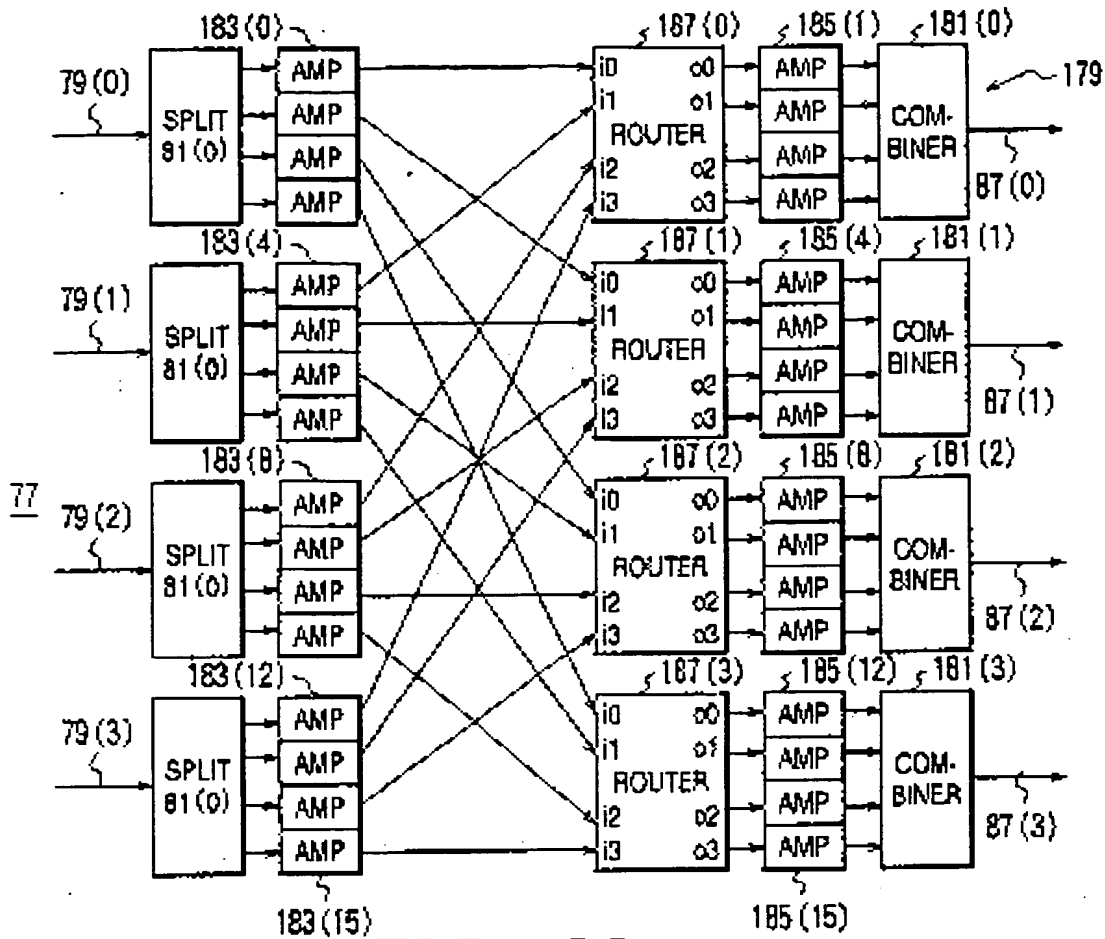 183(0) 187(0) 185(1) 181(0)
179
79(0)
SPLIT
81(0)
AMP
AMP
AMP
AMP
i0 o0
i1 o1
ROUTER
i2 o2
i3 o3
AMP
AMP
AMP
AMP
COM-
BINER
87(0)
183(4) 187(1) 185(4) 181(1)
79(1)
SPLIT
81(0)
AMP
AMP
AMP
AMP
i0 o0
i1 o1
ROUTER
i2 o2
i3 o3
AMP
AMP
AMP
AMP
COM-
BINER
87(1)
77
183(8) 187(2) 185(8) 181(2)
79(2)
SPLIT
81(0)
AMP
AMP
AMP
AMP
i0 o0
i1 o1
ROUTER
i2 o2
i3 o3
AMP
AMP
AMP
AMP
COM-
BINER
87(2)
183(12) 187(3) 185(12) 181(3)
79(3)
SPLIT
81(0)
AMP
AMP
AMP
AMP
i0 o0
i1 o1
ROUTER
i2 o2
i3 o3
AMP
AMP
AMP
AMP
COM-
BINER
87(3)
183(15) 185(15)